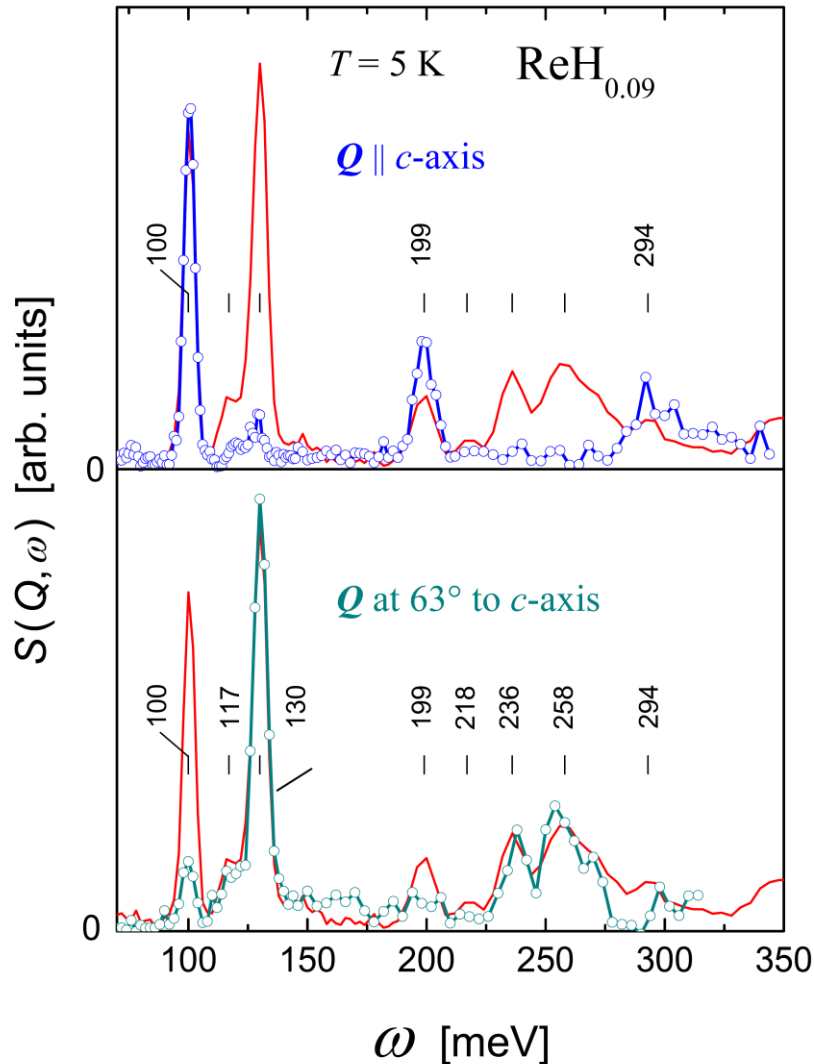 T = 5 K ReH0.09
Q || c-axis
100
199
294
0
Q at 63° to c-axis
100
117
130
199
218
236
258
294
0
S(Q,ω) [arb. units]
100 150 200 250 300 350
ω [meV]